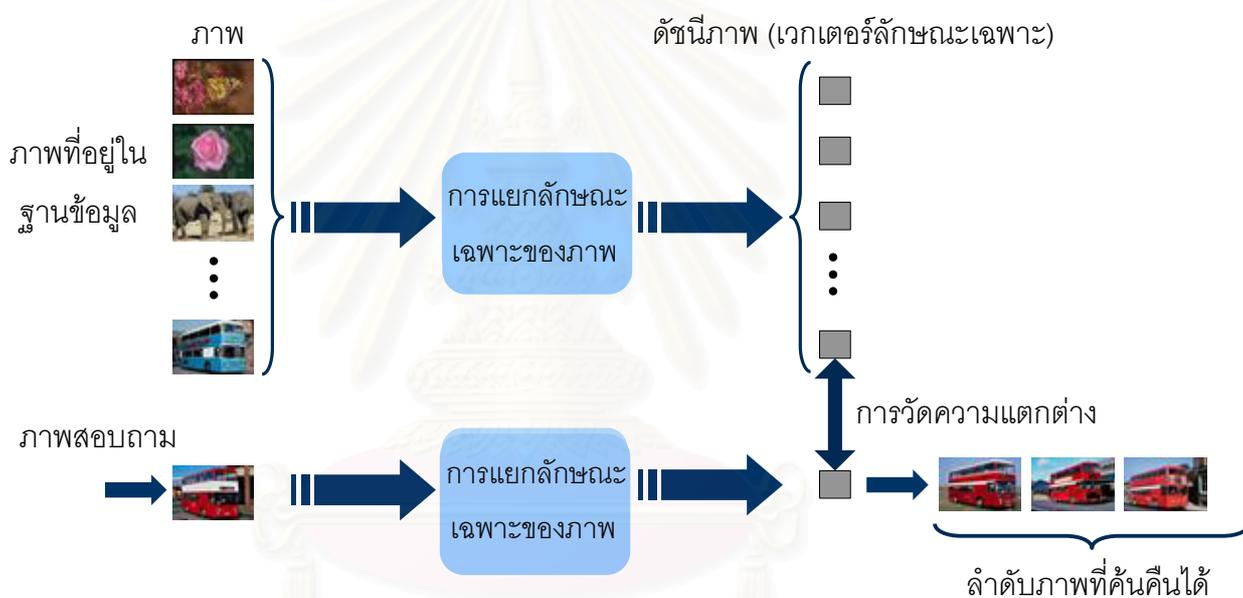 ภาพ
ดัชนีภาพ (เวกเตอร์ลักษณะเฉพาะ)
ภาพที่อยู่ใน
ฐานข้อมูล
การแยกลักษณะ
เฉพาะของภาพ
การวัดความแตกต่าง
ภาพสอบถาม
การแยกลักษณะ
เฉพาะของภาพ
ลำดับภาพที่ค้นคืนได้